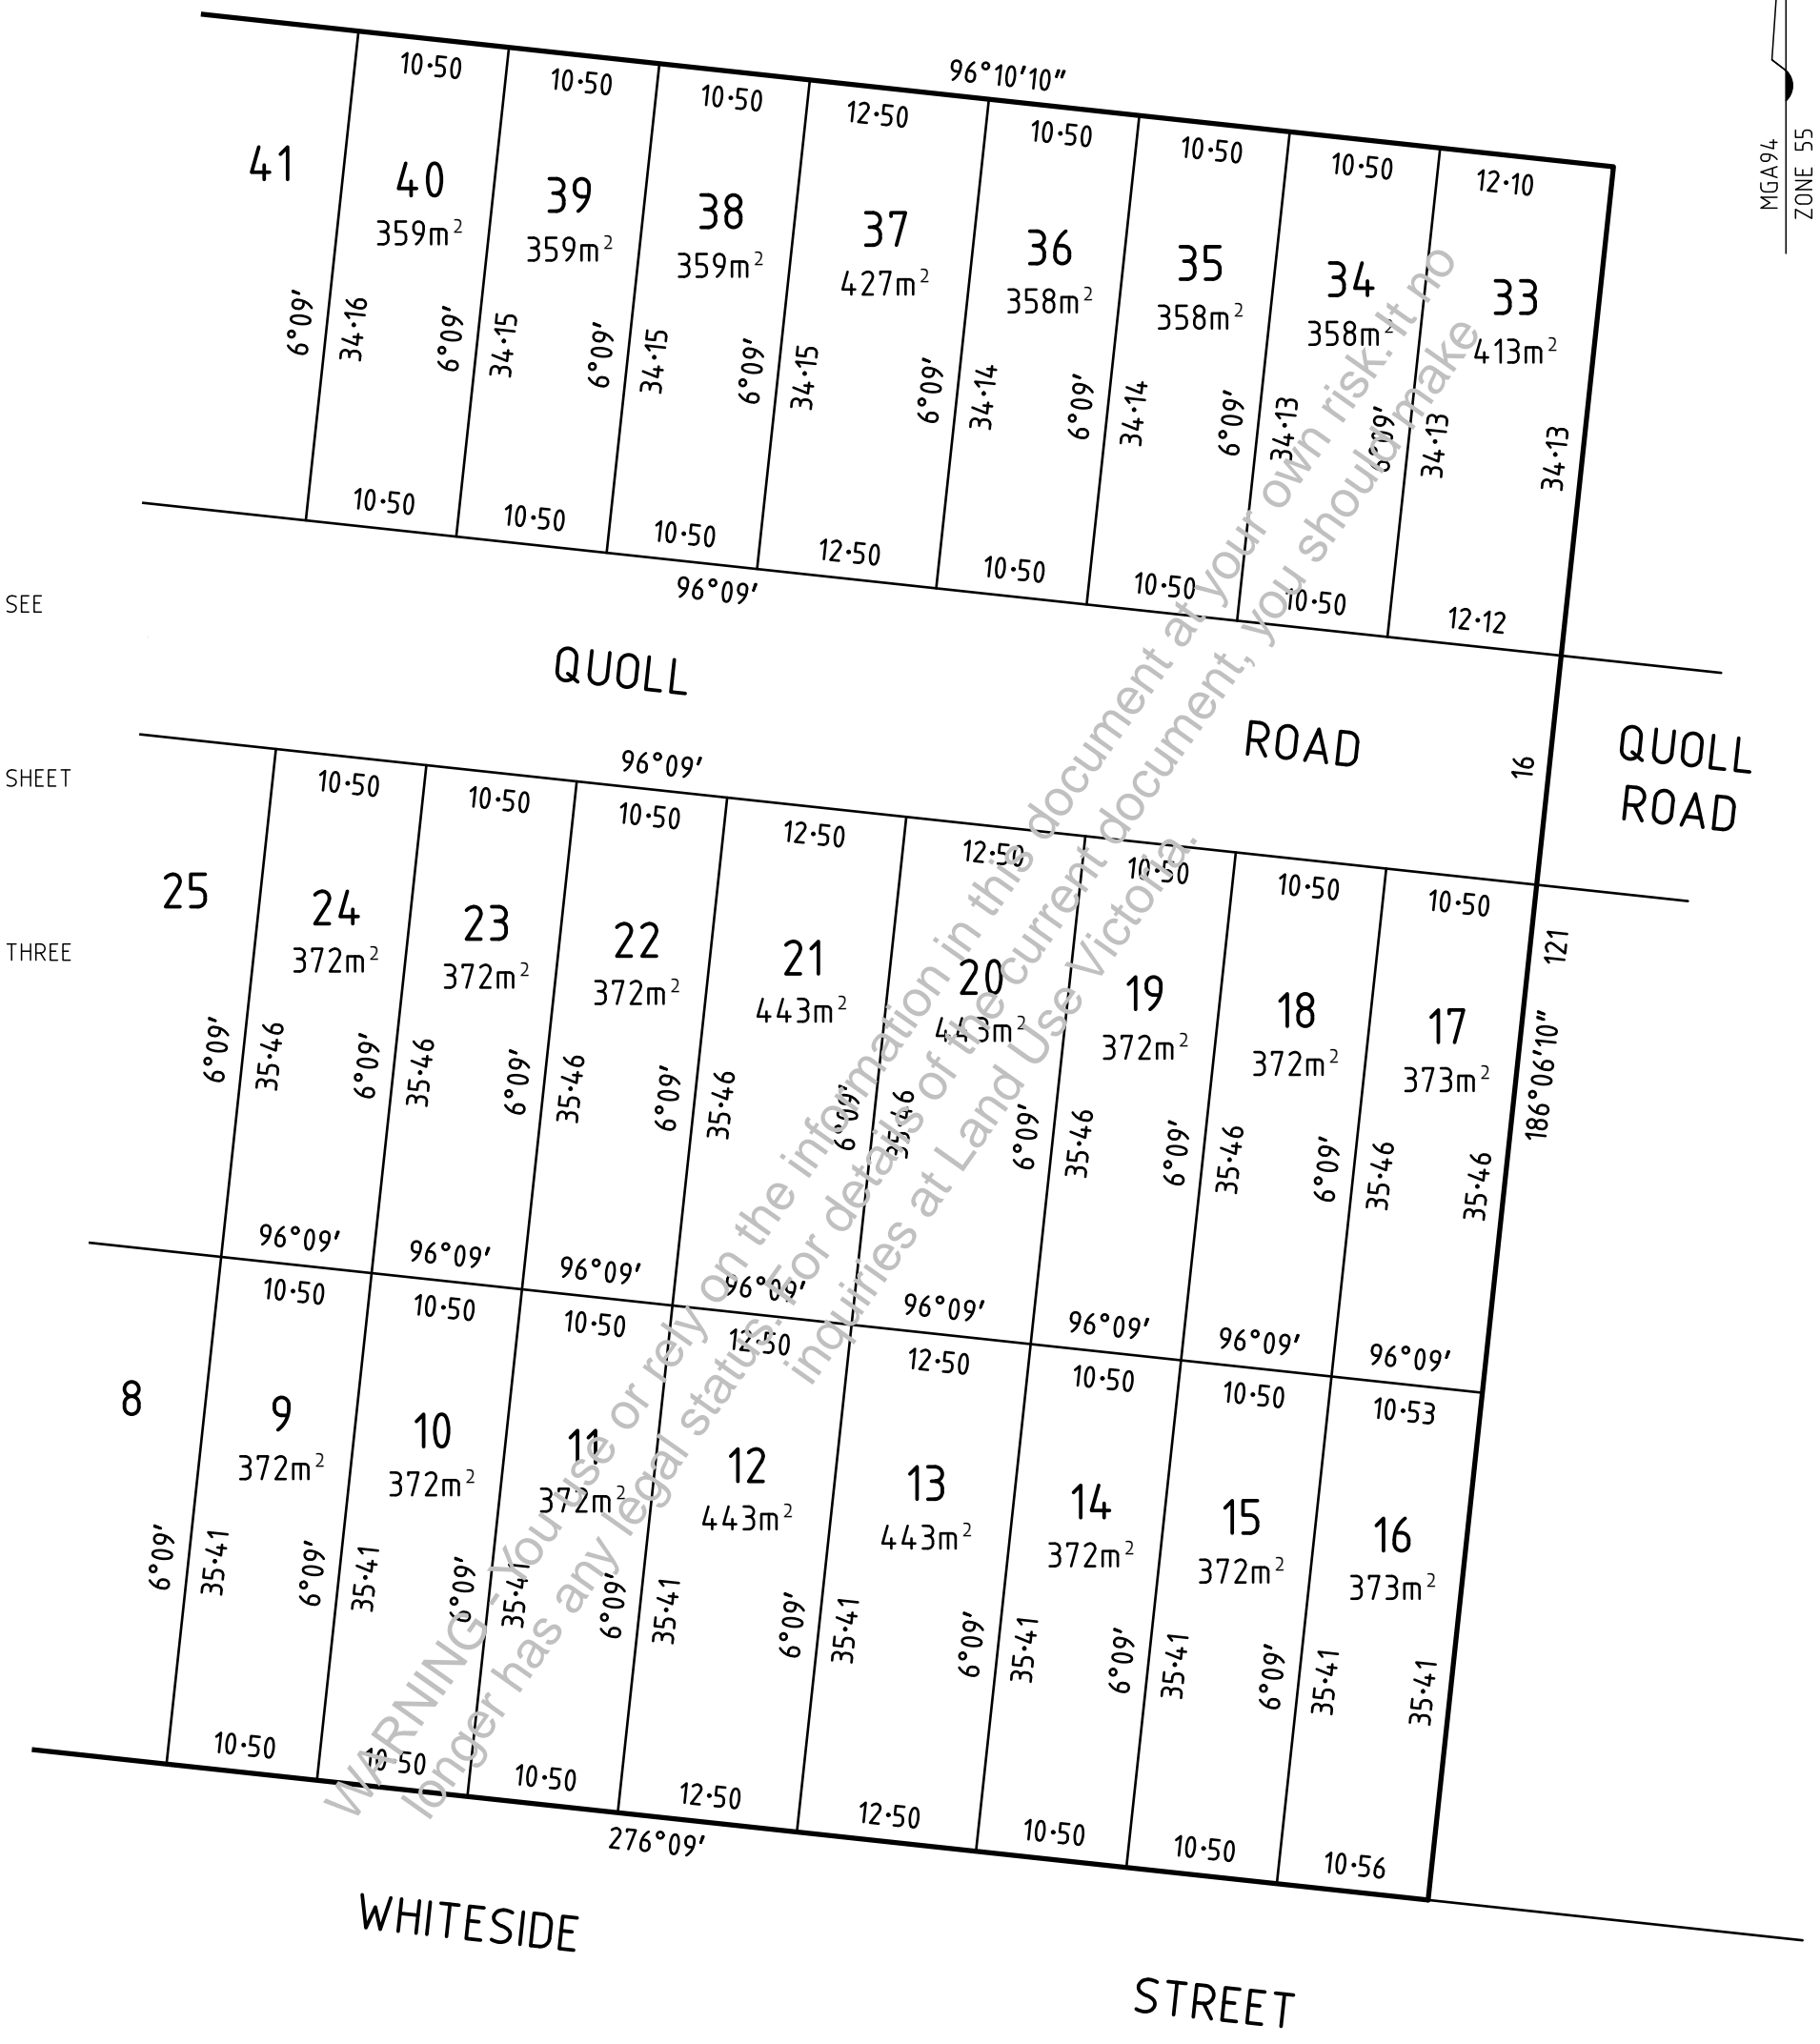 96°10'10"
10·50 10·50 10·50 12·50 10·50 10·50 10·50 12·10
MGA94
ZONE 55
41
40
359m²
39
359m²
38
359m²
37
427m²
36
358m²
35
358m²
34
358m²
33
413m²
6°09' 34·16 6°09' 34·15 6°09' 34·15 6°09' 34·15 6°09' 34·14 6°09' 34·14 6°09' 34·13 6°09' 34·13 34·13
10·50 10·50 10·50 12·50 10·50 10·50 10·50 12·12
96°09'
SEE
SHEET
THREE
QUOLL ROAD
16
QUOLL
ROAD
96°09'
10·50 10·50 10·50 12·50 12·50 10·50 10·50 10·50
25
24
372m²
23
372m²
22
372m²
21
443m²
20
443m²
19
372m²
18
372m²
17
373m²
121
186°06'10"
6°09' 35·46 6°09' 35·46 6°09' 35·46 6°09' 35·46 6°09' 35·46 6°09' 35·46 6°09' 35·46 6°09' 35·46 35·46
96°09' 96°09' 96°09' 96°09' 96°09' 96°09' 96°09' 96°09'
10·50 10·50 10·50 12·50 12·50 10·50 10·50 10·53
8
9
372m²
10
372m²
11
372m²
12
443m²
13
443m²
14
372m²
15
372m²
16
373m²
6°09' 35·41 6°09' 35·41 6°09' 35·41 6°09' 35·41 6°09' 35·41 6°09' 35·41 6°09' 35·41 6°09' 35·41 35·41
10·50 10·50 10·50 12·50 12·50 10·50 10·50 10·56
276°09'
WHITESIDE STREET
WARNING - You use or rely on the information in this document at your own risk. It no
longer has any legal status. For details of the current document, you should make
inquiries at Land Use Victoria.